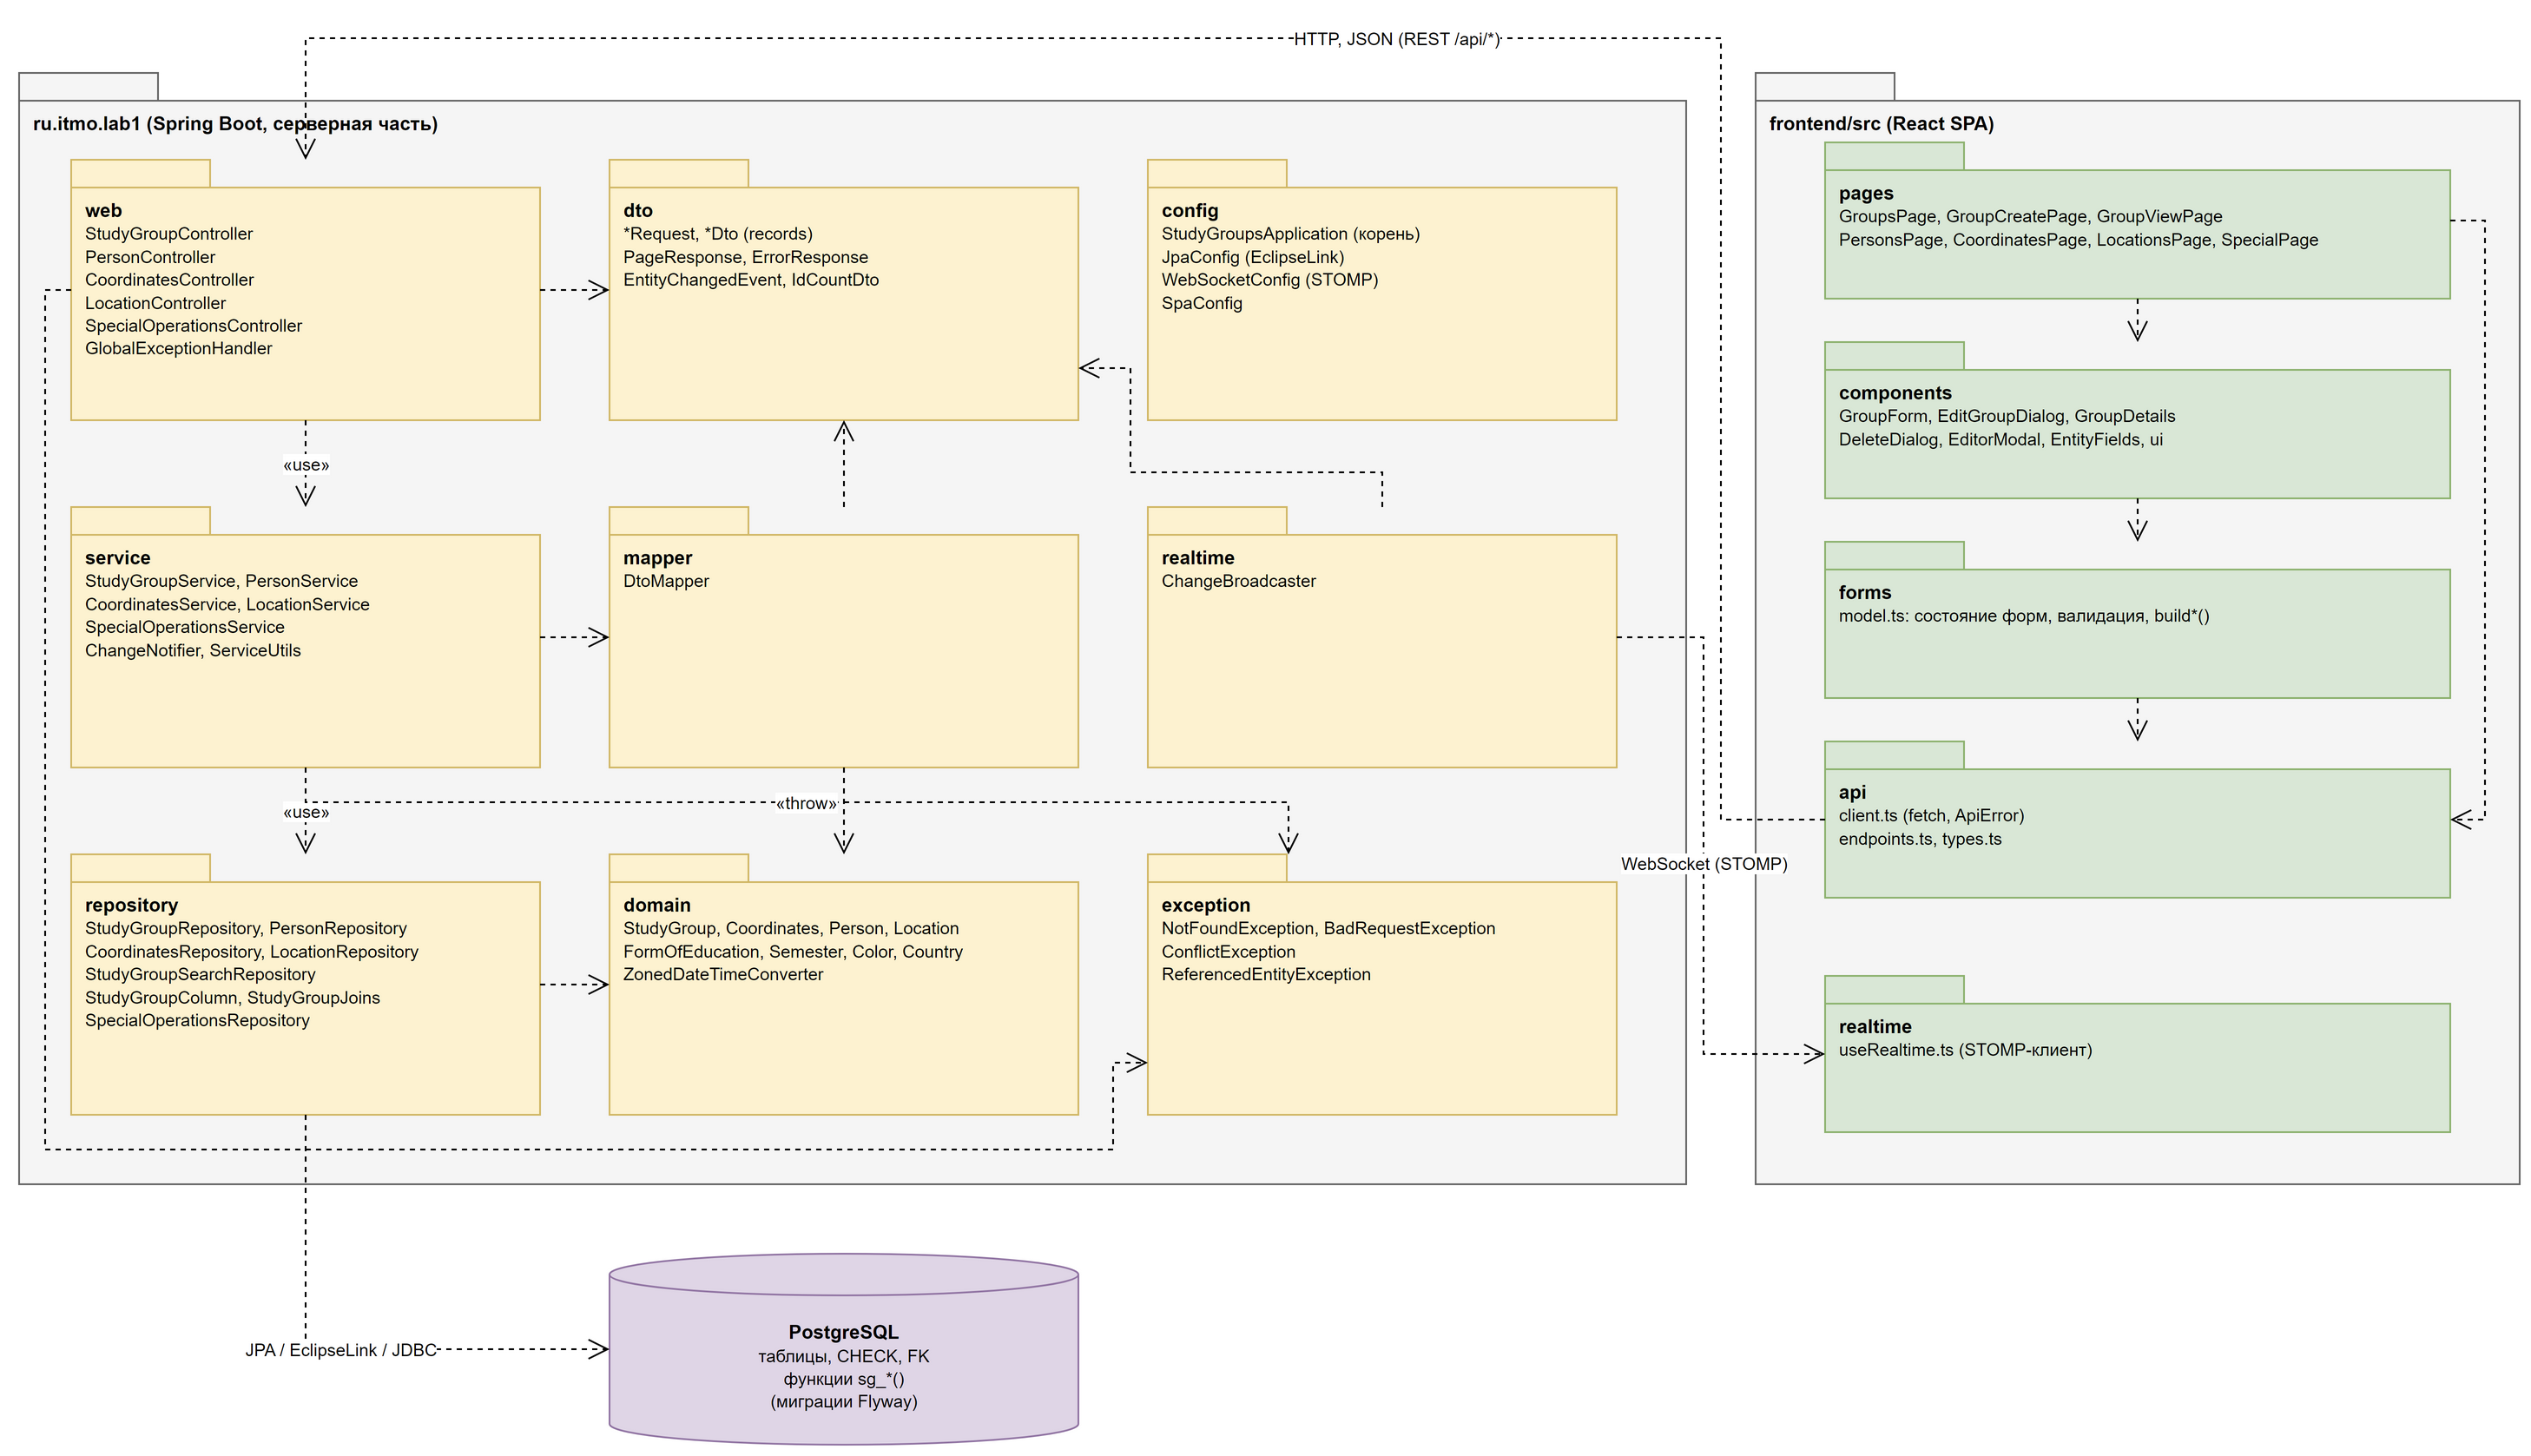 HTTP, JSON (REST /api/*)
ru.itmo.lab1 (Spring Boot, серверная часть)
web
StudyGroupController
PersonController
CoordinatesController
LocationController
SpecialOperationsController
GlobalExceptionHandler
dto
*Request, *Dto (records)
PageResponse, ErrorResponse
EntityChangedEvent, IdCountDto
config
StudyGroupsApplication (корень)
JpaConfig (EclipseLink)
WebSocketConfig (STOMP)
SpaConfig
«use»
service
StudyGroupService, PersonService
CoordinatesService, LocationService
SpecialOperationsService
ChangeNotifier, ServiceUtils
mapper
DtoMapper
realtime
ChangeBroadcaster
«use»
«throw»
repository
StudyGroupRepository, PersonRepository
CoordinatesRepository, LocationRepository
StudyGroupSearchRepository
StudyGroupColumn, StudyGroupJoins
SpecialOperationsRepository
domain
StudyGroup, Coordinates, Person, Location
FormOfEducation, Semester, Color, Country
ZonedDateTimeConverter
exception
NotFoundException, BadRequestException
ConflictException
ReferencedEntityException
WebSocket (STOMP)
frontend/src (React SPA)
pages
GroupsPage, GroupCreatePage, GroupViewPage
PersonsPage, CoordinatesPage, LocationsPage, SpecialPage
components
GroupForm, EditGroupDialog, GroupDetails
DeleteDialog, EditorModal, EntityFields, ui
forms
model.ts: состояние форм, валидация, build*()
api
client.ts (fetch, ApiError)
endpoints.ts, types.ts
realtime
useRealtime.ts (STOMP-клиент)
JPA / EclipseLink / JDBC
PostgreSQL
таблицы, CHECK, FK
функции sg_*()
(миграции Flyway)